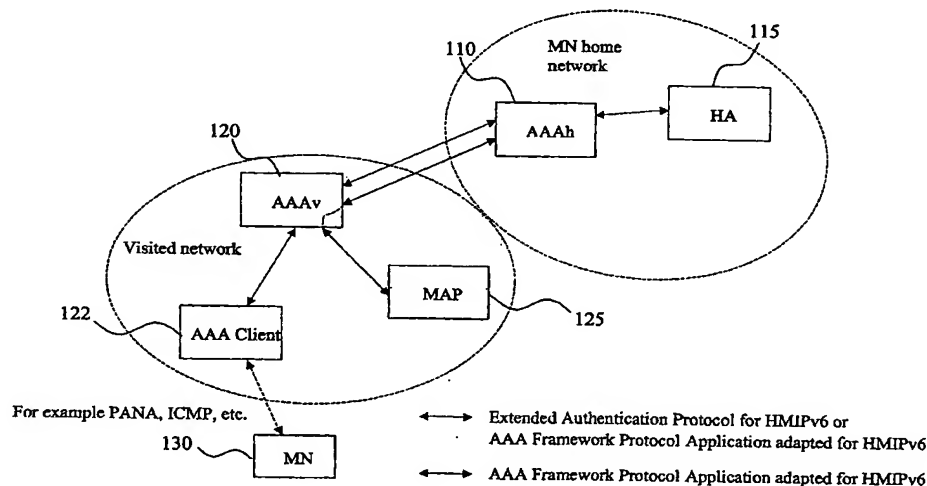 110
MN home
network
115
AAAh
HA
120
AAAv
Visited network
MAP
122
AAA Client
125
For example PANA, ICMP, etc.
130
MN
Extended Authentication Protocol for HMIPv6 or
AAA Framework Protocol Application adapted for HMIPv6
AAA Framework Protocol Application adapted for HMIPv6